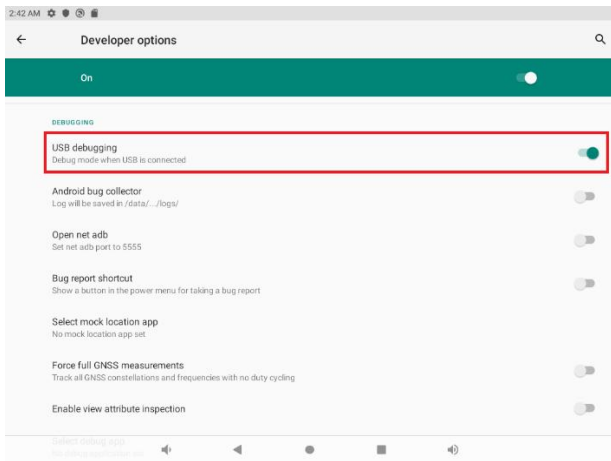 2:42 AM
Developer options
On
DEBUGGING
USB debugging
Debug mode when USB is connected
Android bug collector
Log will be saved in /data/.../logs/
Open net adb
Set net adb port to 5555
Bug report shortcut
Show a button in the power menu for taking a bug report
Select mock location app
No mock location app set
Force full GNSS measurements
Track all GNSS constellations and frequencies with no duty cycling
Enable view attribute inspection
Select debug app